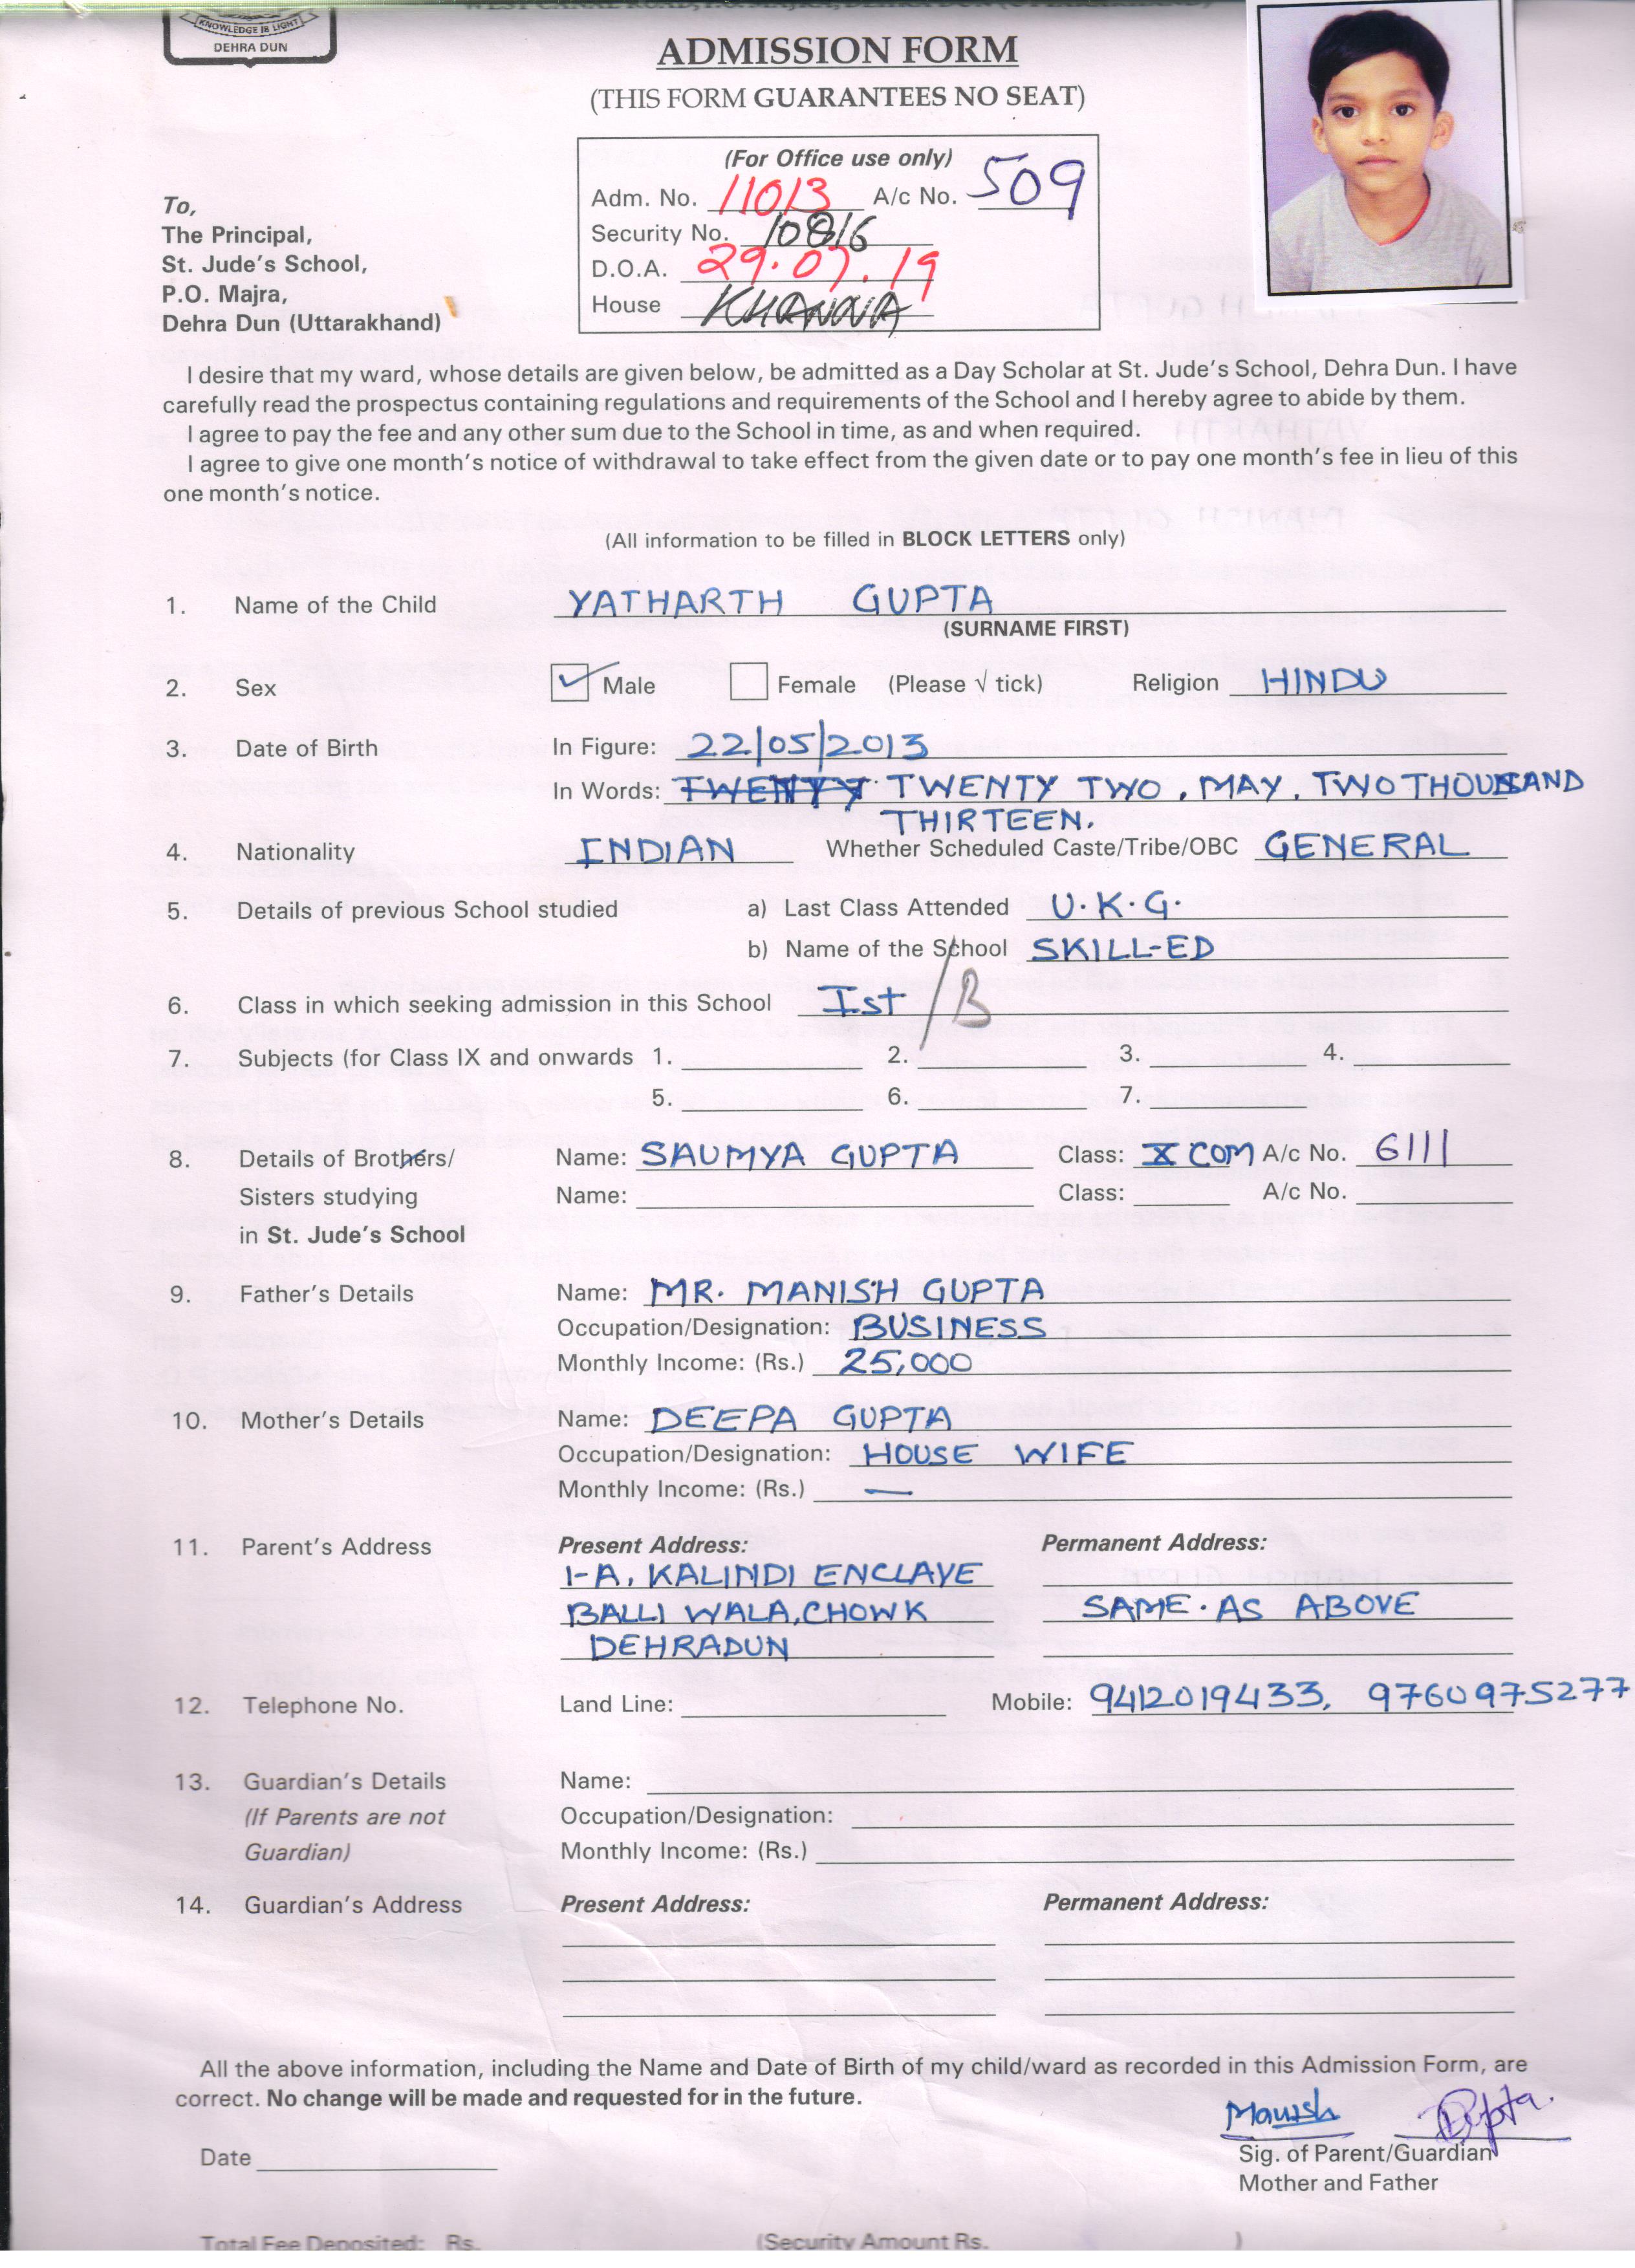 KNOWLEDGE IS LIGHT
DEHRA DUN
ADMISSION FORM
(THIS FORM GUARANTEES NO SEAT)
(For Office use only)
Adm. No. 11013 A/c No. 509
Security No. 10816
D.O.A. 29.07.19
House KHANNA
To,
The Principal,
St. Jude's School,
P.O. Majra,
Dehra Dun (Uttarakhand)
I desire that my ward, whose details are given below, be admitted as a Day Scholar at St. Jude's School, Dehra Dun. I have
carefully read the prospectus containing regulations and requirements of the School and I hereby agree to abide by them.
I agree to pay the fee and any other sum due to the School in time, as and when required.
I agree to give one month's notice of withdrawal to take effect from the given date or to pay one month's fee in lieu of this
one month's notice.
(All information to be filled in BLOCK LETTERS only)
1. Name of the Child YATHARTH GUPTA
(SURNAME FIRST)
2. Sex Male Female (Please √ tick) Religion HINDU
3. Date of Birth In Figure: 22/05/2013
In Words: TWENTY TWENTY TWO, MAY, TWO THOUSAND
THIRTEEN.
4. Nationality INDIAN Whether Scheduled Caste/Tribe/OBC GENERAL
5. Details of previous School studied a) Last Class Attended U.K.G.
b) Name of the School SKILL-ED
6. Class in which seeking admission in this School Ist / B
7. Subjects (for Class IX and onwards 1. 2. 3. 4.
5. 6. 7.
8. Details of Brothers/ Name: SAUMYA GUPTA Class: X COM A/c No. 6111
Sisters studying Name: Class: A/c No.
in St. Jude's School
9. Father's Details Name: MR. MANISH GUPTA
Occupation/Designation: BUSINESS
Monthly Income: (Rs.) 25,000
10. Mother's Details Name: DEEPA GUPTA
Occupation/Designation: HOUSE WIFE
Monthly Income: (Rs.) —
11. Parent's Address Present Address: Permanent Address:
1-A, KALINDI ENCLAVE
BALLI WALA, CHOWK SAME. AS ABOVE
DEHRADUN
12. Telephone No. Land Line: Mobile: 9412019433, 9760975277
13. Guardian's Details Name:
(If Parents are not Occupation/Designation:
Guardian) Monthly Income: (Rs.)
14. Guardian's Address Present Address: Permanent Address:
All the above information, including the Name and Date of Birth of my child/ward as recorded in this Admission Form, are
correct. No change will be made and requested for in the future.
Manish
Date
Sig. of Parent/Guardian
Mother and Father
Total Fee Deposited: Rs. (Security Amount Rs. )